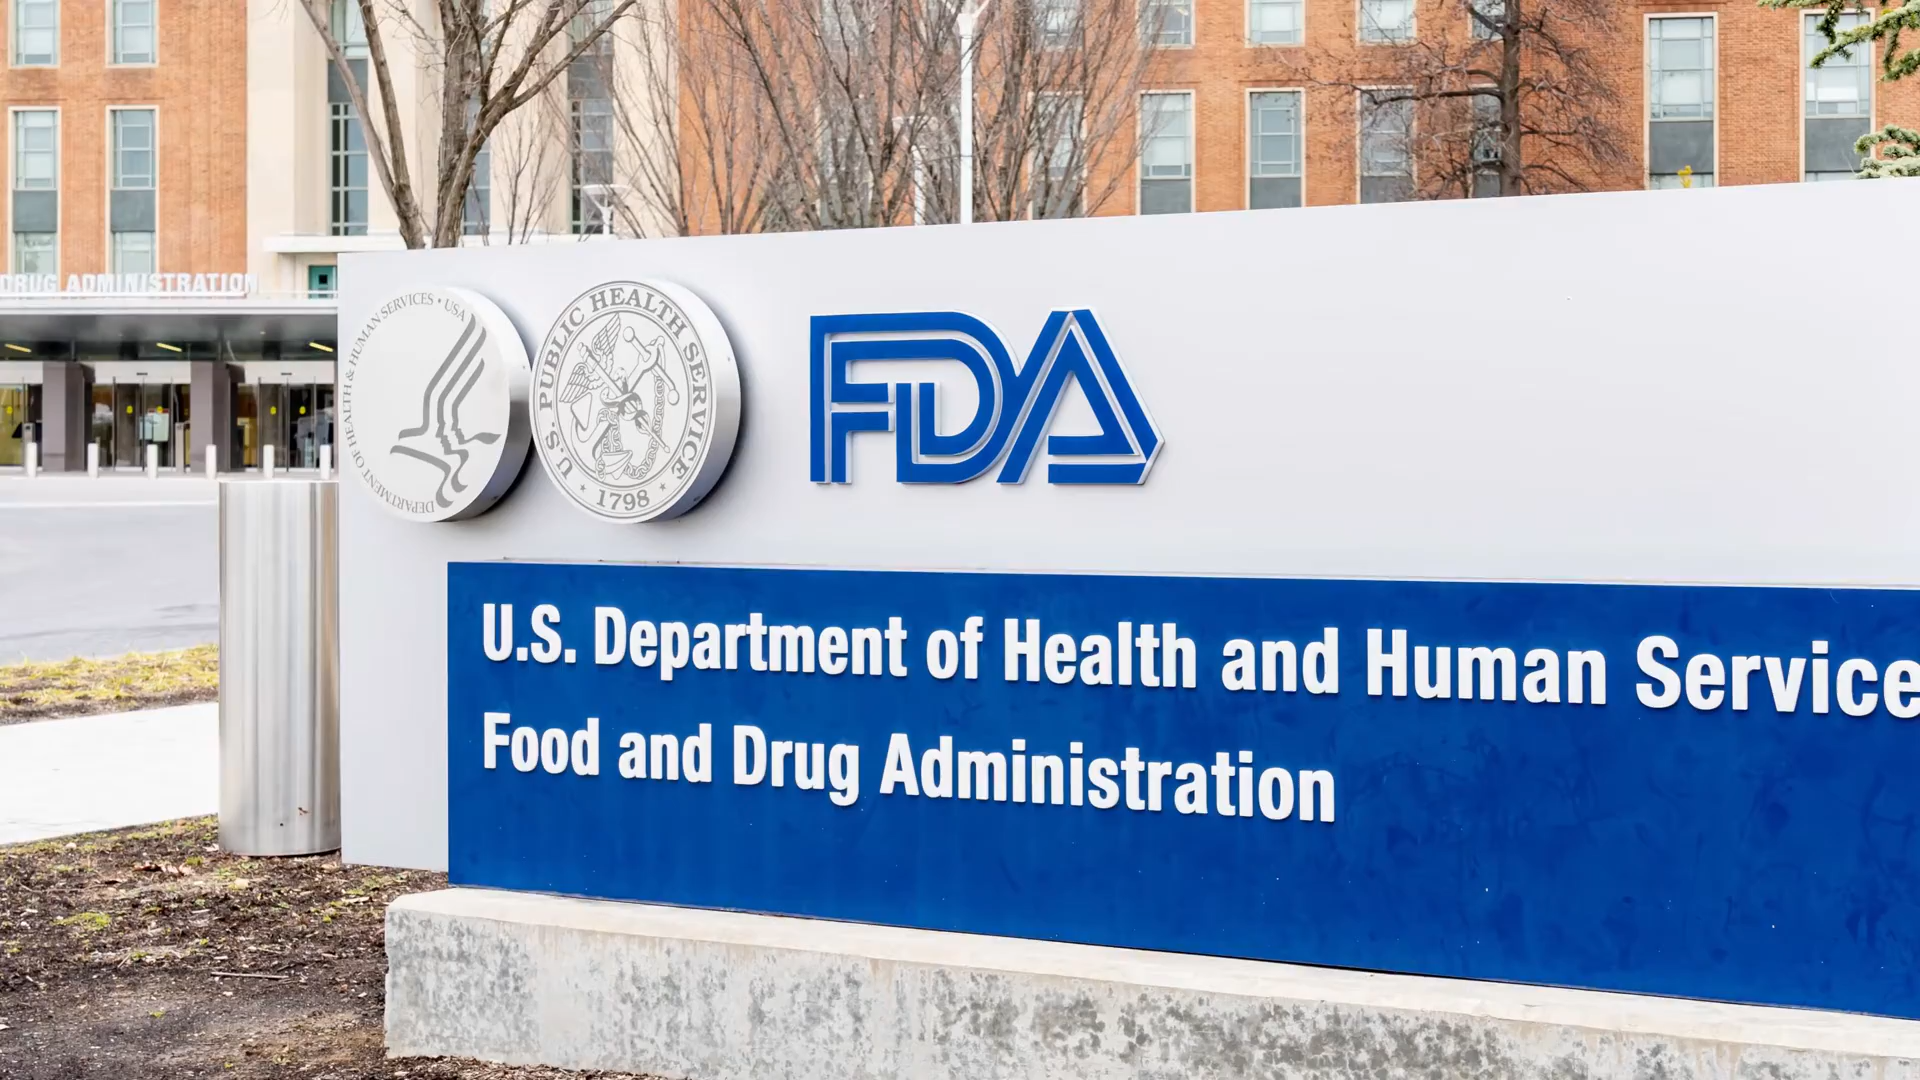 DRUG ADMINISTRATION
DEPARTMENT OF HEALTH & HUMAN SERVICES • USA
U.S. PUBLIC HEALTH SERVICE
★ 1798 ★
FDA
U.S. Department of Health and Human Service
Food and Drug Administration